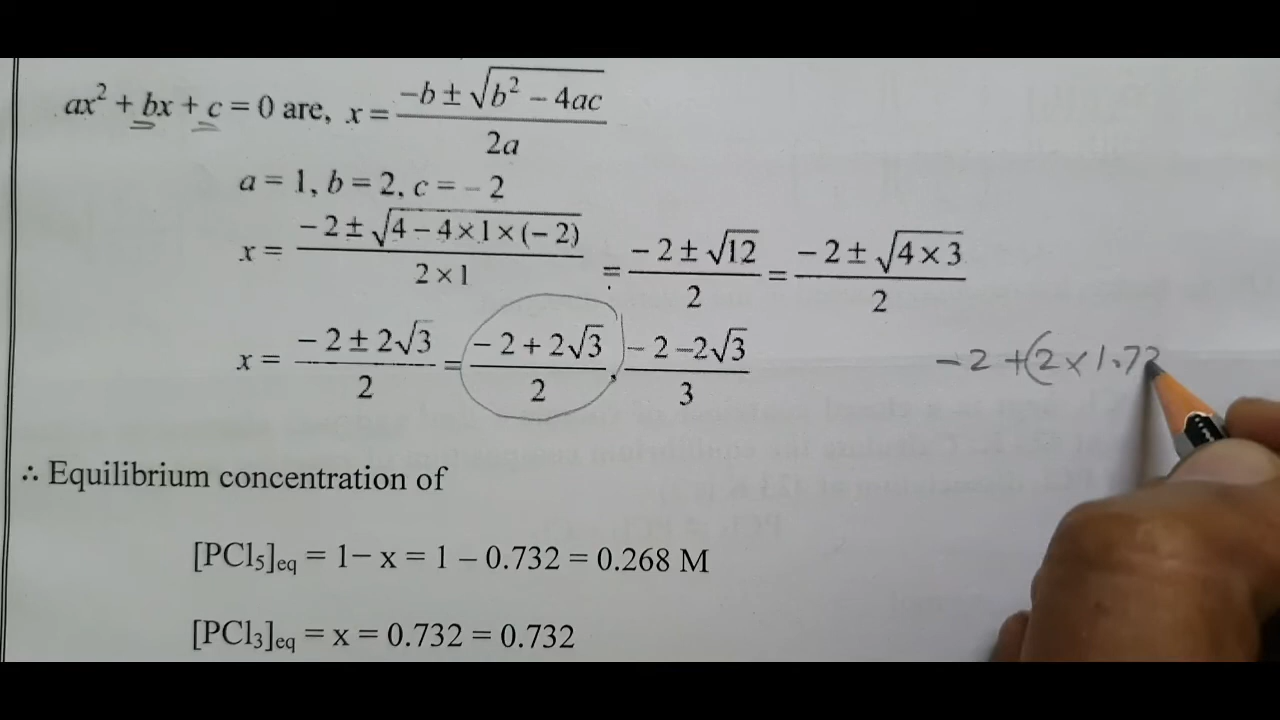 ax² + bx + c = 0 are, x = (-b ± √(b² - 4ac)) / 2a
a = 1, b = 2, c = - 2
x = (- 2 ± √(4 - 4 × 1 × (- 2))) / (2 × 1) = (- 2 ± √12) / 2 = (- 2 ± √(4 × 3)) / 2
x = (- 2 ± 2√3) / 2 = (- 2 + 2√3) / 2, (- 2 - 2√3) / 3
- 2 + (2 × 1.73
∴ Equilibrium concentration of
[PCl₅]eq = 1 - x = 1 - 0.732 = 0.268 M
[PCl₃]eq = x = 0.732 = 0.732